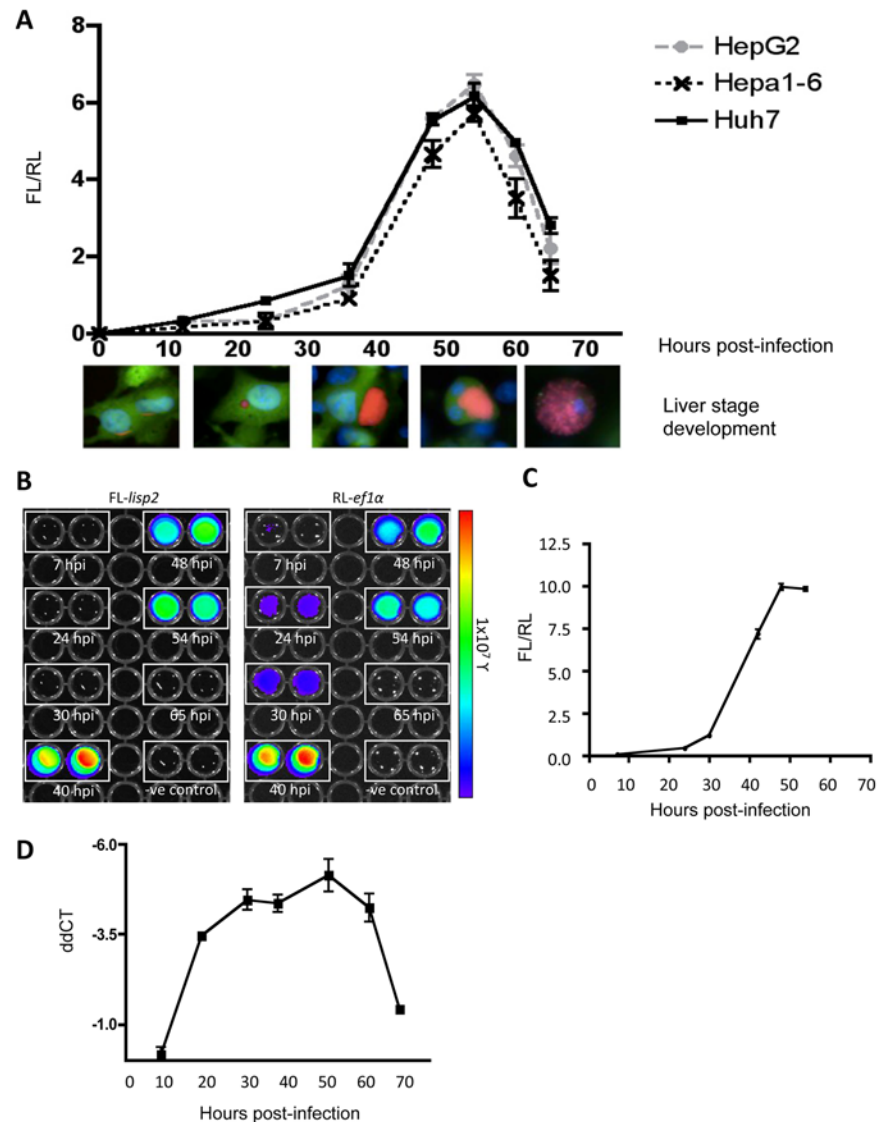 A
8
6
4
2
0
FL/RL
HepG2
Hepa1-6
Huh7
0 10 20 30 40 50 60 70
Hours post-infection
Liver stage
development
B
FL-lisp2
RL-ef1α
7 hpi 48 hpi
7 hpi 48 hpi
24 hpi 54 hpi
24 hpi 54 hpi
30 hpi 65 hpi
30 hpi 65 hpi
40 hpi -ve control
40 hpi -ve control
1x10⁷ Y
C
12.5
10.0
7.5
5.0
2.5
0.0
FL/RL
0 10 20 30 40 50 60 70
Hours post-infection
D
-6.0
-3.5
-1.0
ddCT
0 10 20 30 40 50 60 70
Hours post-infection